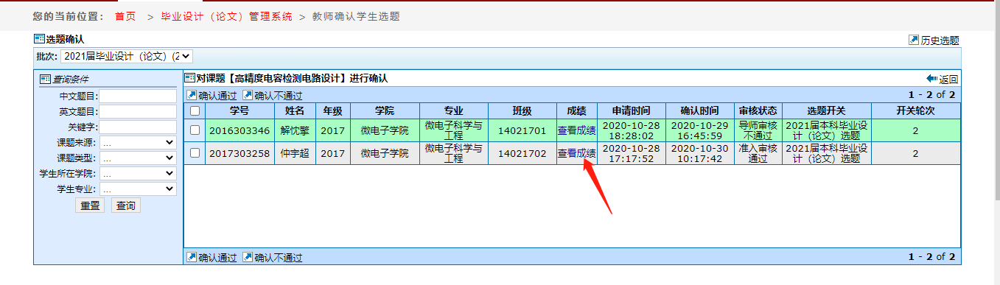 您的当前位置： 首页 > 毕业设计（论文）管理系统 > 教师确认学生选题
选题确认 历史选题
批次: 2021届毕业设计（论文）(2
查询条件
中文题目:
英文题目:
关键字:
课题来源: ...
课题类型: ...
学生所在学院: ...
学生专业: ...
重置 查询
对课题【高精度电容检测电路设计】进行确认 返回
确认通过 确认不通过 1 - 2 of 2
学号 姓名 年级 学院 专业 班级 成绩 申请时间 确认时间 审核状态 选题开关 开关轮次
2016303346 解忱擎 2017 微电子学院 微电子科学与工程 14021701 查看成绩 2020-10-28 18:28:02 2020-10-29 16:45:59 导师审核不通过 2021届本科毕业设计（论文）选题 2
2017303258 仲宇超 2017 微电子学院 微电子科学与工程 14021702 查看成绩 2020-10-28 17:17:52 2020-10-30 10:17:42 准入审核通过 2021届本科毕业设计（论文）选题 2
确认通过 确认不通过 1 - 2 of 2